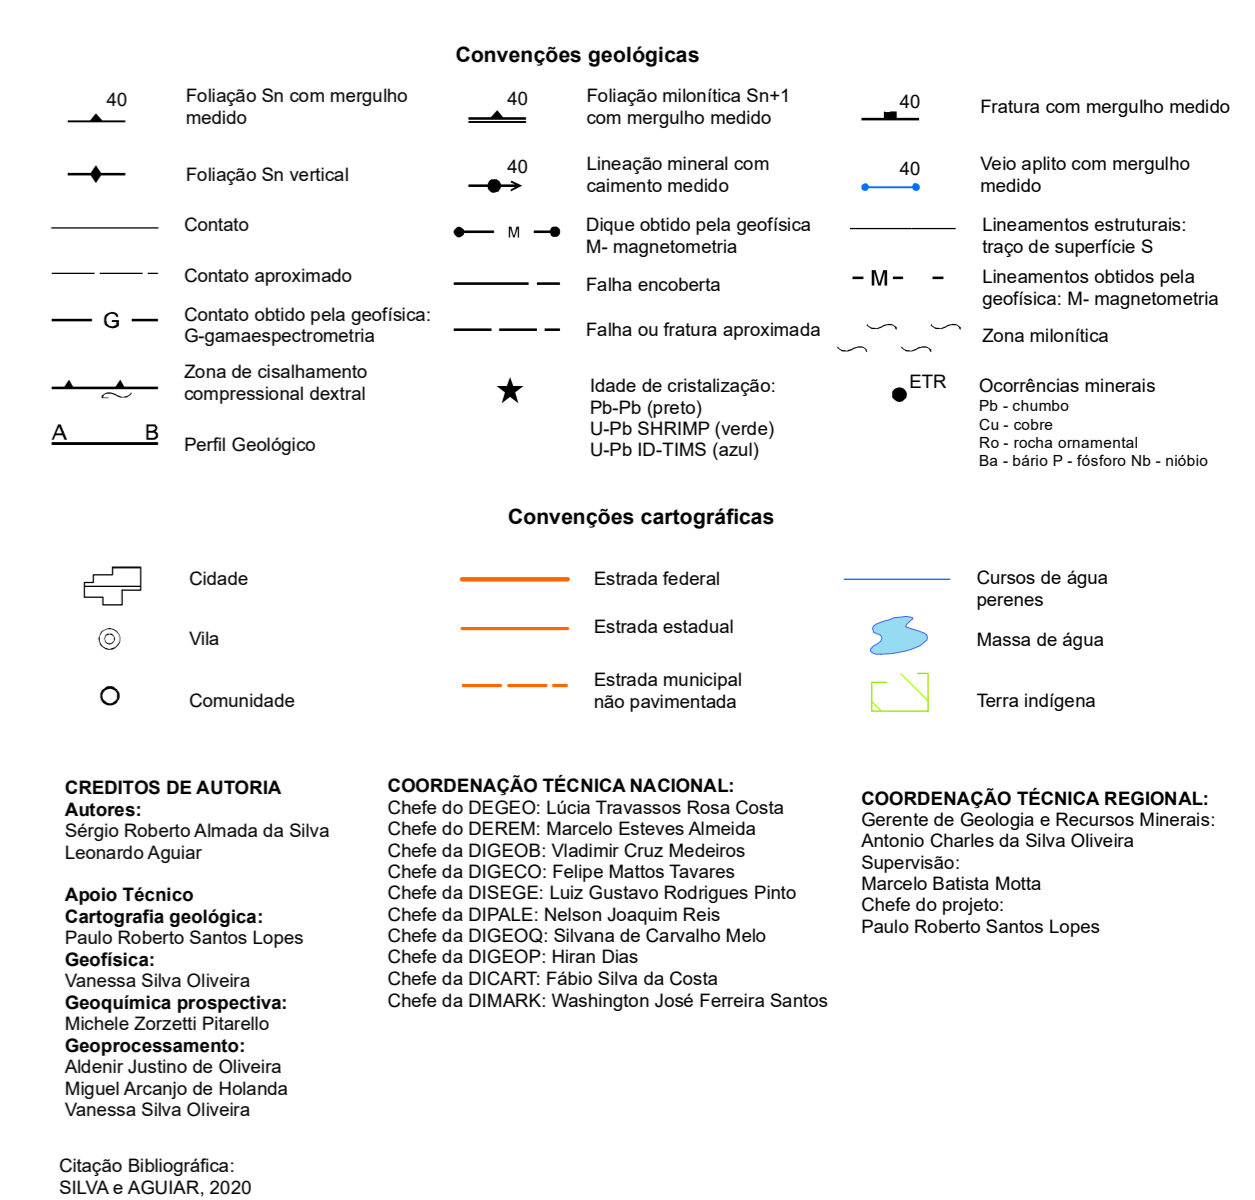 Convenções geológicas
40
Foliação Sn com mergulho
medido
40
Foliação milonítica Sn+1
com mergulho medido
40
Fratura com mergulho medido
Foliação Sn vertical
40
Lineação mineral com
caimento medido
40
Veio aplito com mergulho
medido
Contato
M
Dique obtido pela geofísica
M- magnetometria
Lineamentos estruturais:
traço de superfície S
Contato aproximado
Falha encoberta
M
Lineamentos obtidos pela
geofísica: M- magnetometria
G
Contato obtido pela geofísica:
G-gamaespectrometria
Falha ou fratura aproximada
Zona milonítica
Zona de cisalhamento
compressional dextral
Idade de cristalização:
Pb-Pb (preto)
U-Pb SHRIMP (verde)
U-Pb ID-TIMS (azul)
ETR
Ocorrências minerais
Pb - chumbo
Cu - cobre
Ro - rocha ornamental
Ba - bário P - fósforo Nb - nióbio
A B
Perfil Geológico
Convenções cartográficas
Cidade
Estrada federal
Cursos de água
perenes
Vila
Estrada estadual
Massa de água
Comunidade
Estrada municipal
não pavimentada
Terra indígena
CREDITOS DE AUTORIA
Autores:
Sérgio Roberto Almada da Silva
Leonardo Aguiar
Apoio Técnico
Cartografia geológica:
Paulo Roberto Santos Lopes
Geofísica:
Vanessa Silva Oliveira
Geoquímica prospectiva:
Michele Zorzetti Pitarello
Geoprocessamento:
Aldenir Justino de Oliveira
Miguel Arcanjo de Holanda
Vanessa Silva Oliveira
COORDENAÇÃO TÉCNICA NACIONAL:
Chefe do DEGEO: Lúcia Travassos Rosa Costa
Chefe do DEREM: Marcelo Esteves Almeida
Chefe da DIGEOB: Vladimir Cruz Medeiros
Chefe da DIGECO: Felipe Mattos Tavares
Chefe da DISEGE: Luiz Gustavo Rodrigues Pinto
Chefe da DIPALE: Nelson Joaquim Reis
Chefe da DIGEOQ: Silvana de Carvalho Melo
Chefe da DIGEOP: Hiran Dias
Chefe da DICART: Fábio Silva da Costa
Chefe da DIMARK: Washington José Ferreira Santos
COORDENAÇÃO TÉCNICA REGIONAL:
Gerente de Geologia e Recursos Minerais:
Antonio Charles da Silva Oliveira
Supervisão:
Marcelo Batista Motta
Chefe do projeto:
Paulo Roberto Santos Lopes
Citação Bibliográfica:
SILVA e AGUIAR, 2020